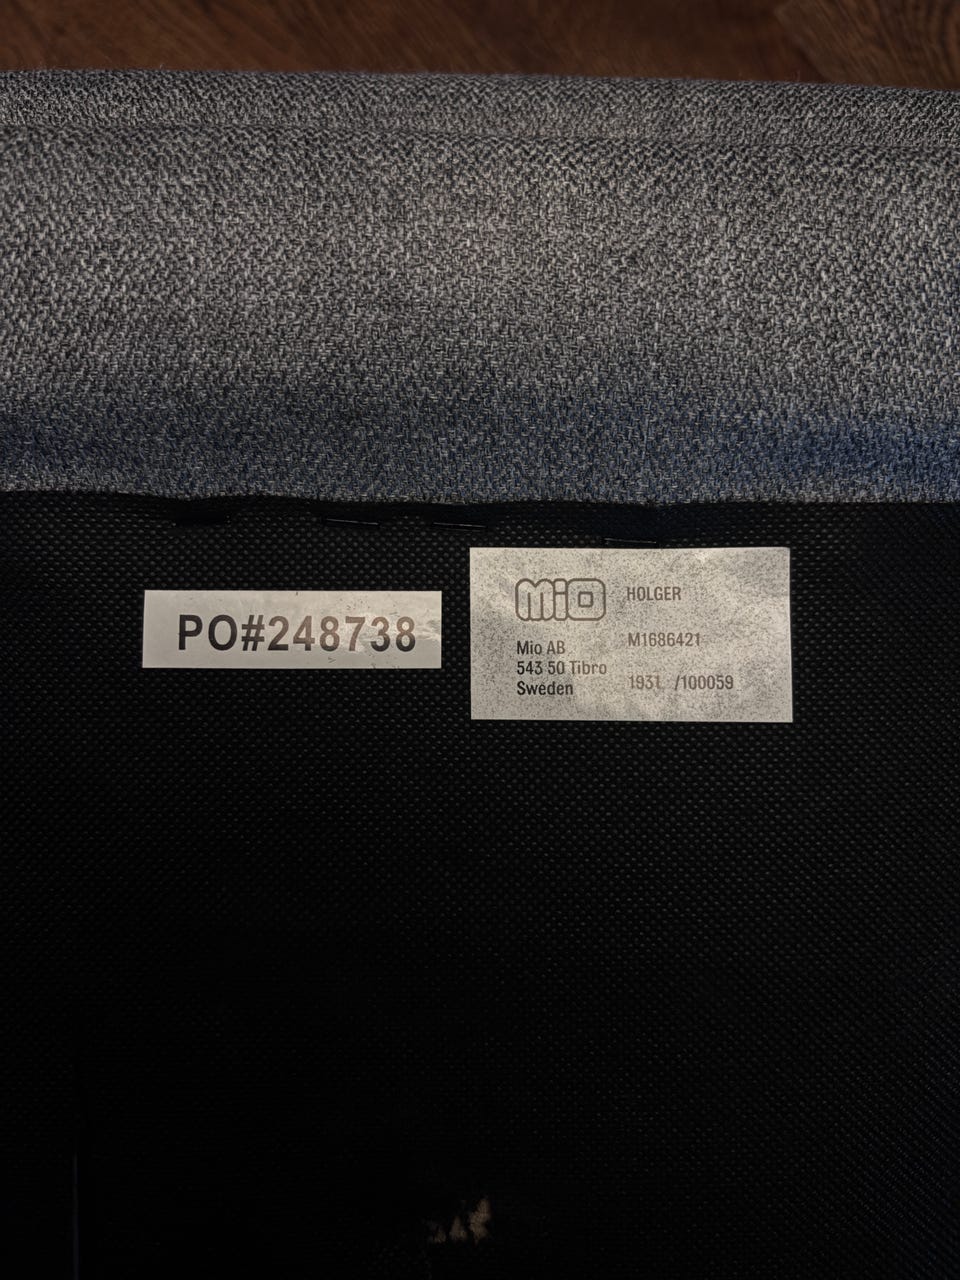 PO#248738
mio
HOLGER
M1686421
Mio AB
543 50 Tibro
Sweden
1931 /100059